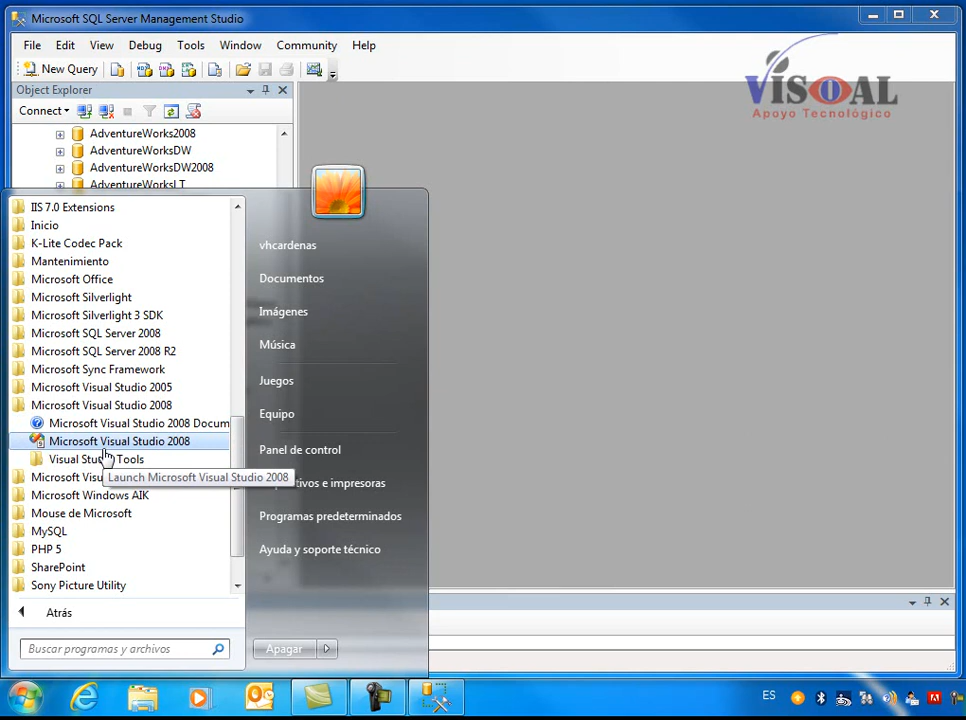 Microsoft SQL Server Management Studio
File Edit View Debug Tools Query Window Community Help
New Query
VISOAL
Apoyo Tecnológico
Object Explorer
Connect
AdventureWorks2008
AdventureWorksDW
AdventureWorksDW2008
AdventureWorksLT
IIS 7.0 Extensions
Inicio
K-Lite Codec Pack
Mantenimiento
Microsoft Office
Microsoft Silverlight
Microsoft Silverlight 3 SDK
Microsoft SQL Server 2008
Microsoft SQL Server 2008 R2
Microsoft Sync Framework
Microsoft Visual Studio 2005
Microsoft Visual Studio 2008
Microsoft Visual Studio 2008 Docum
Microsoft Visual Studio 2008
Visual Stu Tools
Launch Microsoft Visual Studio 2008
Microsoft Visu
Microsoft Windows AIK
Mouse de Microsoft
MySQL
PHP 5
SharePoint
Sony Picture Utility
Atrás
Buscar programas y archivos
vhcardenas
Documentos
Imágenes
Música
Juegos
Equipo
Panel de control
tivos e impresoras
Programas predeterminados
Ayuda y soporte técnico
Apagar
ES